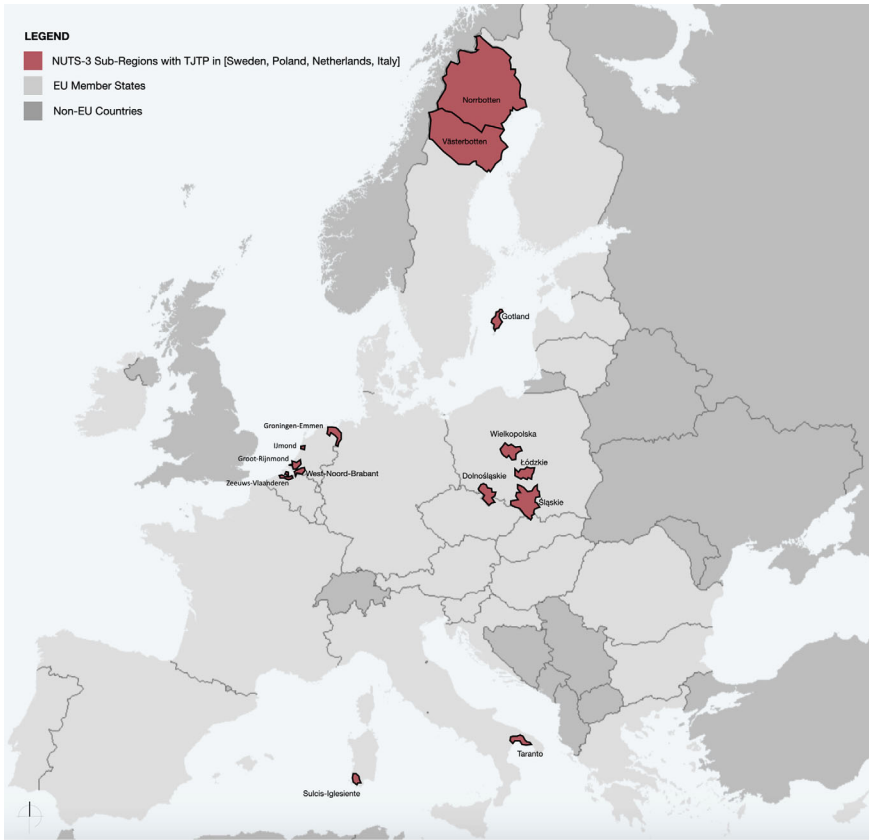 LEGEND
NUTS-3 Sub-Regions with TJTP in [Sweden, Poland, Netherlands, Italy]
EU Member States
Non-EU Countries
Norrbotten
Västerbotten
Gotland
Groningen-Emmen
IJmond
Groot-Rijnmond
West-Noord-Brabant
Zeeuws-Vlaanderen
Wielkopolska
Łódzkie
Dolnośląskie
Śląskie
Taranto
Sulcis-Iglesiente